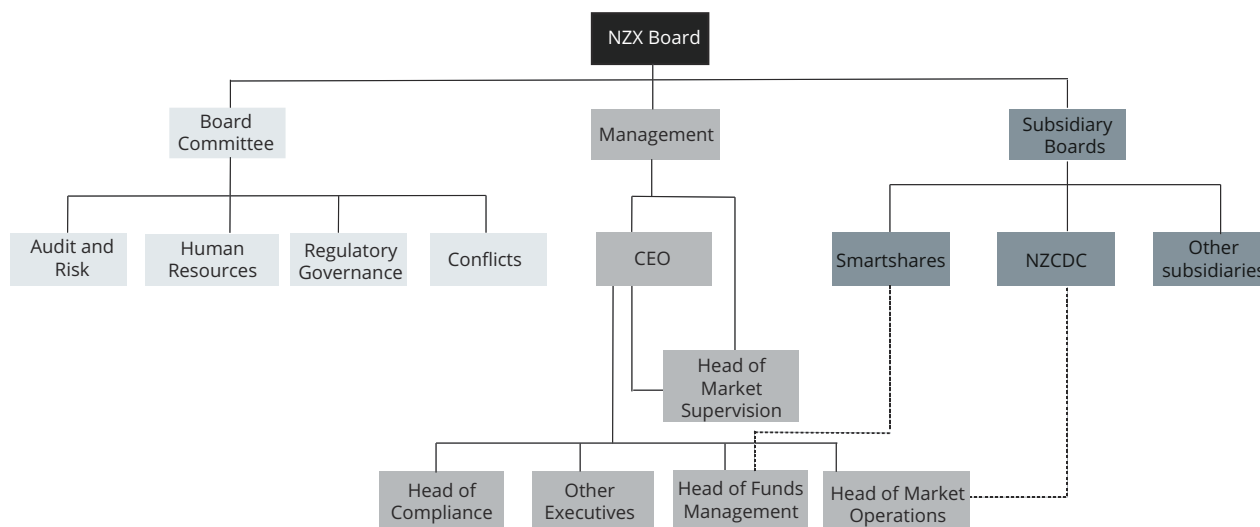 NZX Board
Board
Committee
Management
Subsidiary
Boards
Audit and
Risk
Human
Resources
Regulatory
Governance
Conflicts
CEO
Smartshares
NZCDC
Other
subsidiaries
Head of
Market
Supervision
Head of
Compliance
Other
Executives
Head of Funds
Management
Head of Market
Operations